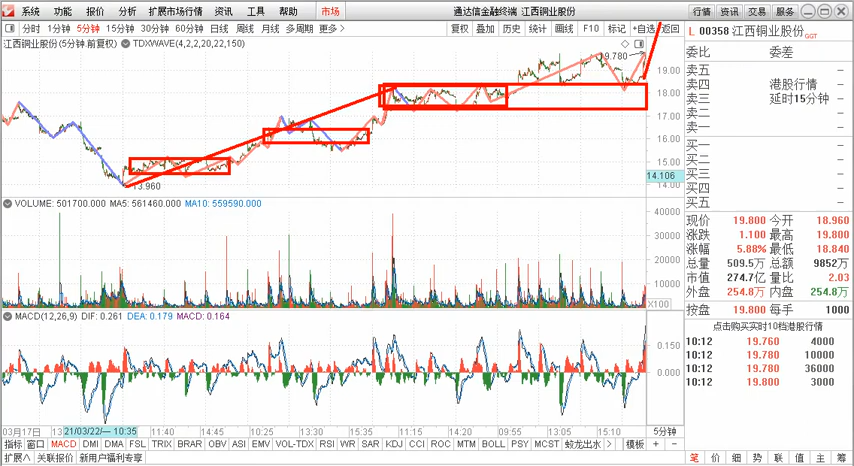 系统 功能 报价 分析 扩展市场行情 资讯 工具 帮助 市场 通达信金融终端 江西铜业股份 行情 资讯 交易 服务
分时 1分钟 5分钟 15分钟 30分钟 60分钟 日线 周线 月线 多周期 更多 > 复权 叠加 历史 统计 画线 F10 标记 +自选 返回
L 00358 江西铜业股份 GGT
江西铜业股份(5分钟.前复权) TDXWAVE(4,2,2,20,22,150)
9.780
19.00
18.00
17.00
16.00
15.00
14.106
14.00
13.960
委比 委差
卖五
卖四 港股行情
卖三 延时15分钟
卖二
卖一
买一
买二
买三
买四
买五
VOLUME: 501700.000 MA5: 561460.000 MA10: 559590.000
40000
30000
20000
10000
X100
现价 19.800 今开 18.960
涨跌 1.100 最高 19.800
涨幅 5.88% 最低 18.840
总量 509.5万 总额 9852万
市值 274.7亿 量比 2.03
外盘 254.8万 内盘 254.8万
按盘 19.800 每手 1000
点击购买实时10档港股行情
10:12 19.760 4000
10:12 19.780 10000
10:12 19.780 36000
10:12 19.800 3000
MACD(12,26,9) DIF: 0.261 DEA: 0.179 MACD: 0.164
0.150
0.000
03月17日 13 21/03/22/一 10:35 11:10 14:45 10:25 13:30 15:35 11:15 14:20 09:55 13:05 15:10 5分钟
指标 窗口 MACD DMI DMA FSL TRIX BRAR OBV ASI EMV VOL-TDX RSI WR SAR KDJ CCI ROC MTM BOLL PSY MCST 蛟龙出水 > 模板 + −
扩展∧ 关联报价 新用户福利专享
笔 价 细 势 联 值 主 筹